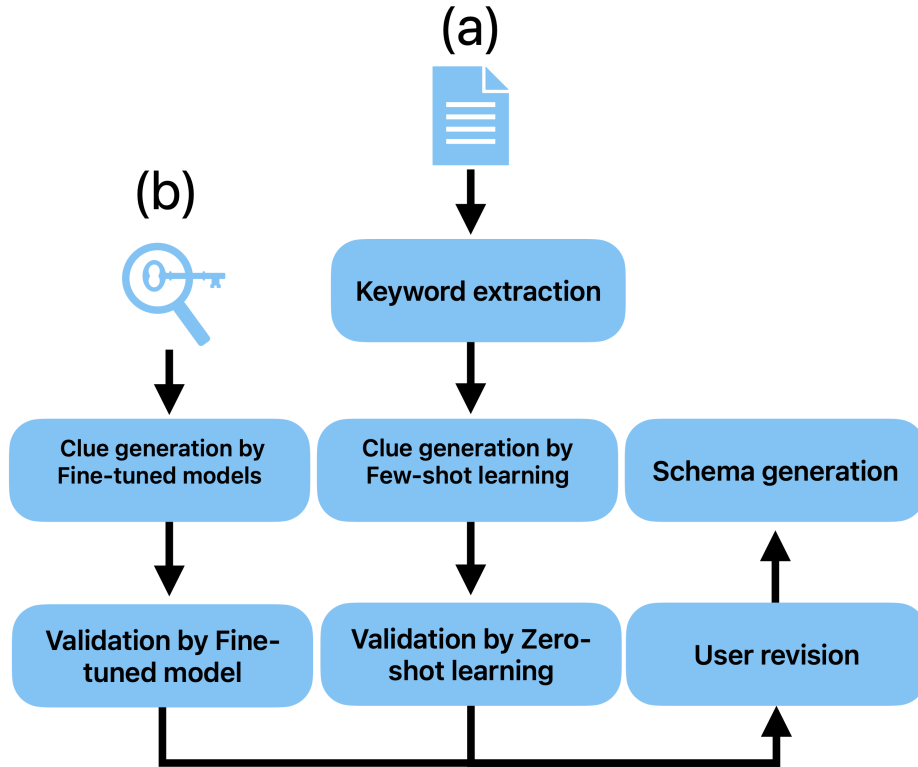 (a)
(b)
Keyword extraction
Clue generation by
Fine-tuned models
Clue generation by
Few-shot learning
Schema generation
Validation by Fine-
tuned model
Validation by Zero-
shot learning
User revision